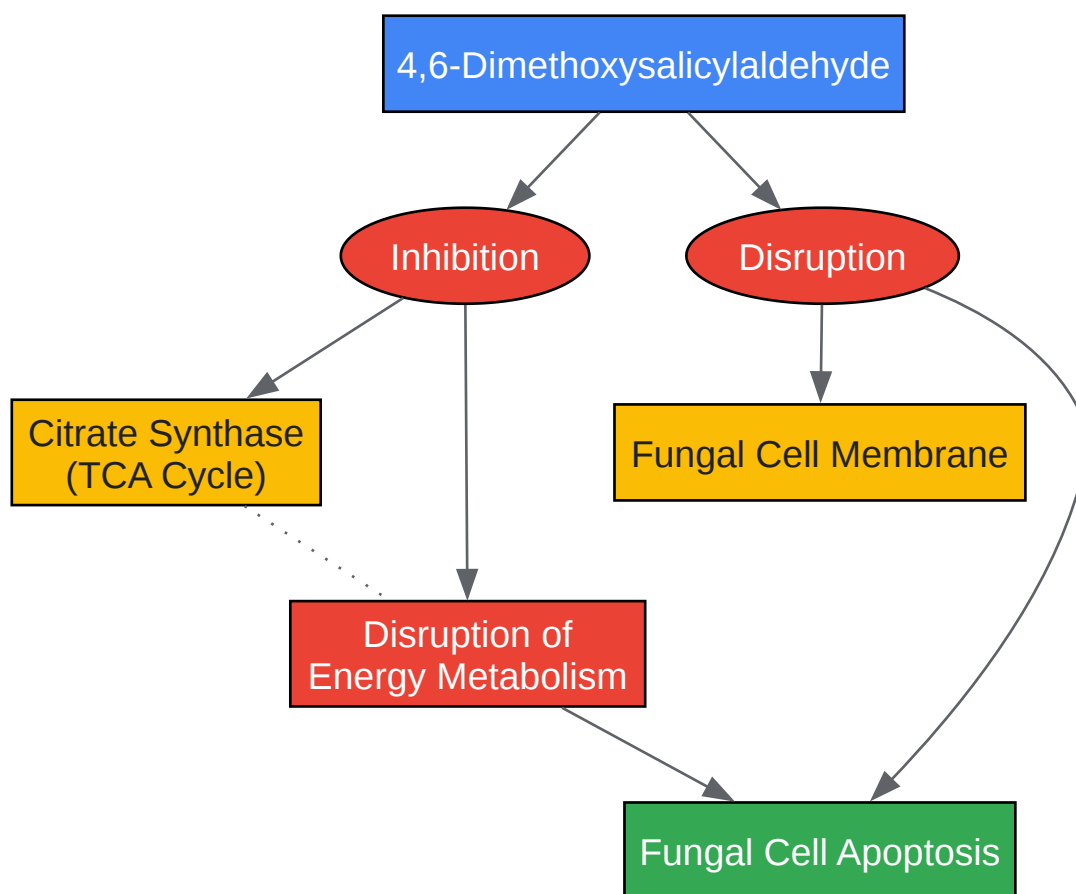 4,6-Dimethoxysalicylaldehyde
Inhibition
Disruption
Citrate Synthase
(TCA Cycle)
Fungal Cell Membrane
Disruption of
Energy Metabolism
Fungal Cell Apoptosis